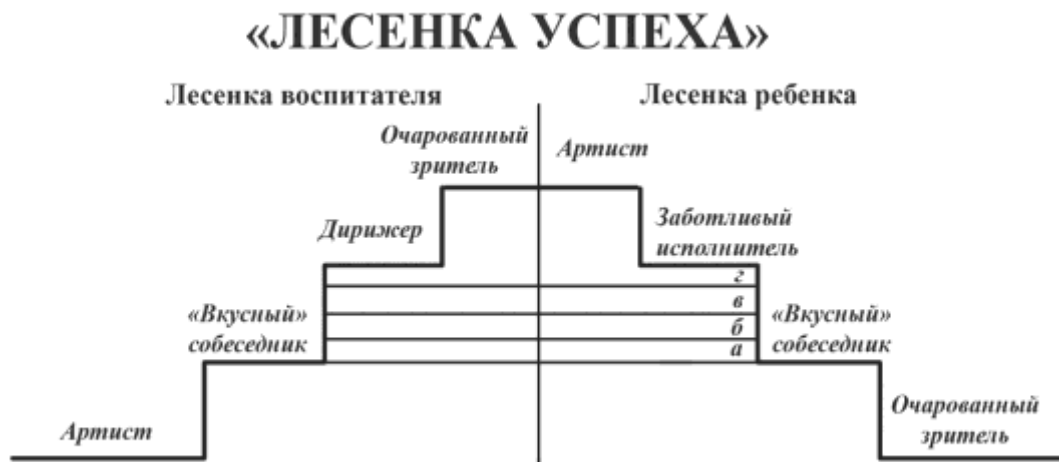 «ЛЕСЕНКА УСПЕХА»
Лесенка воспитателя
Лесенка ребенка
Очарованный
зритель
Артист
Дирижер
Заботливый
исполнитель
г
в
б
а
«Вкусный»
собеседник
«Вкусный»
собеседник
Артист
Очарованный
зритель